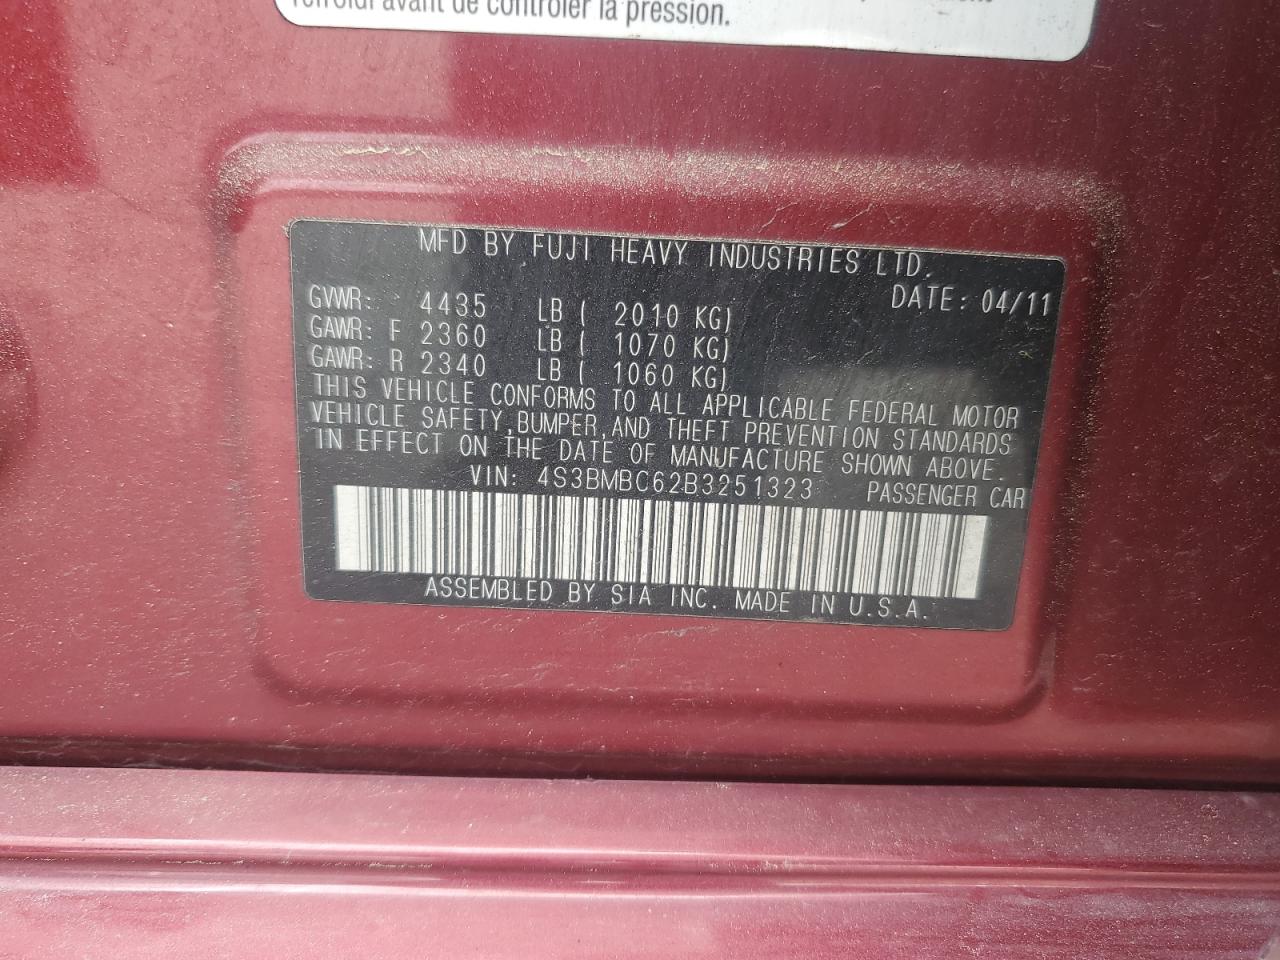 avant de contrôler la pression.
MFD BY FUJI HEAVY INDUSTRIES LTD.
DATE: 04/11
GVWR: 4435 LB ( 2010 KG)
GAWR: F 2360 LB ( 1070 KG)
GAWR: R 2340 LB ( 1060 KG)
THIS VEHICLE CONFORMS TO ALL APPLICABLE FEDERAL MOTOR
VEHICLE SAFETY,BUMPER,AND THEFT PREVENTION STANDARDS
IN EFFECT ON THE DATE OF MANUFACTURE SHOWN ABOVE.
VIN: 4S3BMBC62B3251323 PASSENGER CAR
ASSEMBLED BY SIA INC. MADE IN U.S.A.